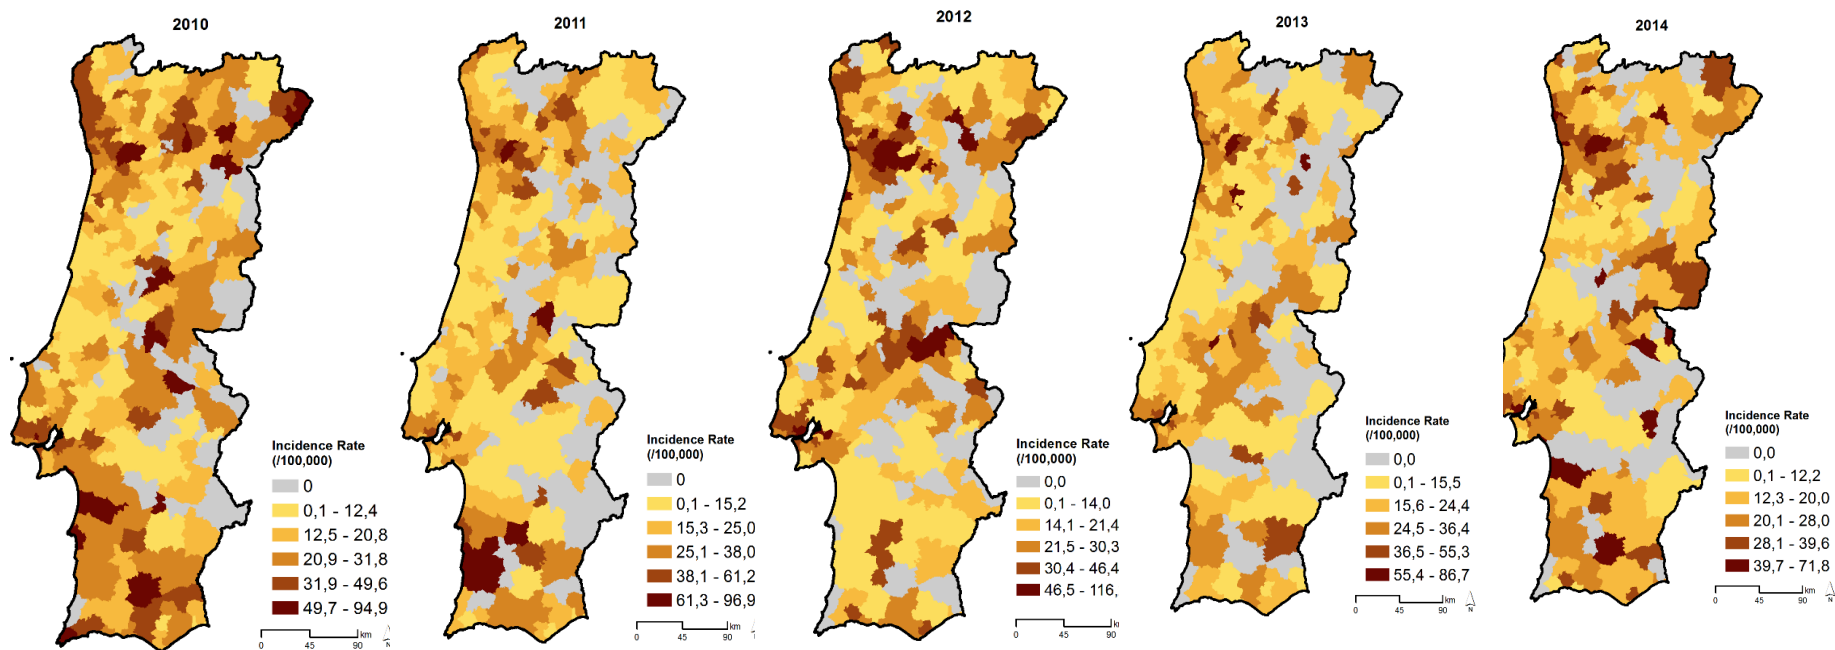 2010
Incidence Rate
(/100,000)
0
0,1 - 12,4
12,5 - 20,8
20,9 - 31,8
31,9 - 49,6
49,7 - 94,9
km
0 45 90
N
2011
Incidence Rate
(/100,000)
0
0,1 - 15,2
15,3 - 25,0
25,1 - 38,0
38,1 - 61,2
61,3 - 96,9
0 45 90
2012
Incidence Rate
(/100,000)
0,0
0,1 - 14,0
14,1 - 21,4
21,5 - 30,3
30,4 - 46,4
46,5 - 116,
0 45 90
2013
Incidence Rate
(/100,000)
0,0
0,1 - 15,5
15,6 - 24,4
24,5 - 36,4
36,5 - 55,3
55,4 - 86,7
km
0 45 90
N
2014
Incidence Rate
(/100,000)
0,0
0,1 - 12,2
12,3 - 20,0
20,1 - 28,0
28,1 - 39,6
39,7 - 71,8
km
0 45 90
N